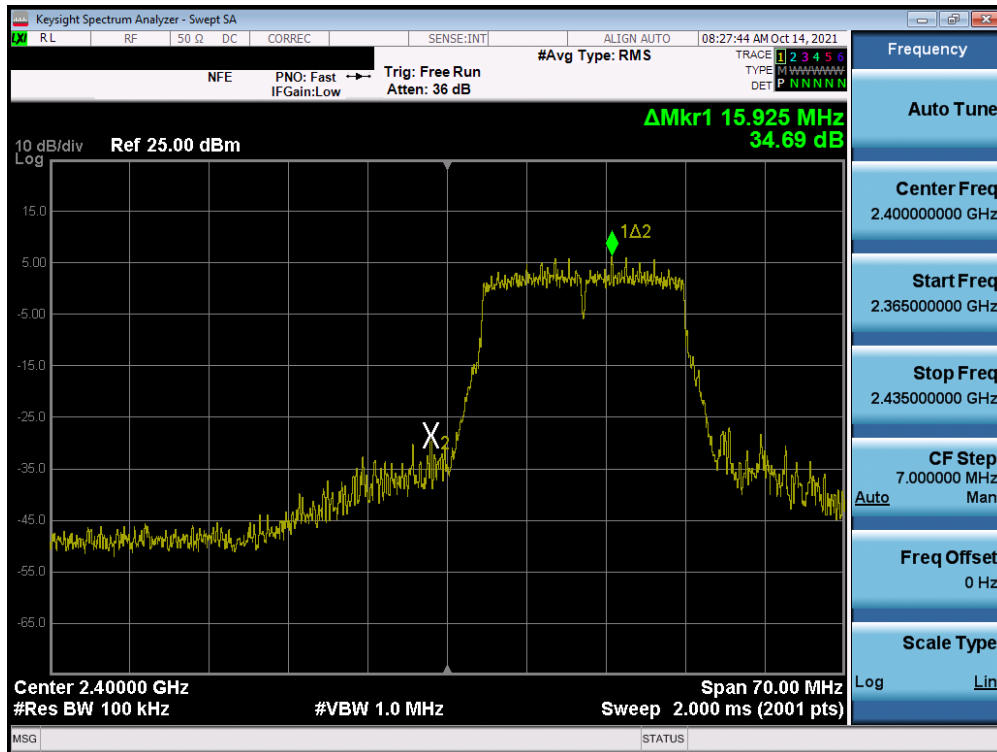 Keysight Spectrum Analyzer - Swept SA
LXI RL RF 50 Ω DC CORREC SENSE:INT ALIGN AUTO 08:27:44 AM Oct 14, 2021
NFE PNO: Fast Trig: Free Run #Avg Type: RMS TRACE 1 2 3 4 5 6
IFGain:Low Atten: 36 dB TYPE M WWWWW
DET P N N N N N
ΔMkr1 15.925 MHz
34.69 dB
10 dB/div Ref 25.00 dBm
Log
15.0
1Δ2
5.00
-5.00
-15.0
-25.0
X2
-35.0
-45.0
-55.0
-65.0
Center 2.40000 GHz Span 70.00 MHz
#Res BW 100 kHz #VBW 1.0 MHz Sweep 2.000 ms (2001 pts)
MSG STATUS
Frequency
Auto Tune
Center Freq
2.400000000 GHz
Start Freq
2.365000000 GHz
Stop Freq
2.435000000 GHz
CF Step
7.000000 MHz
Auto Man
Freq Offset
0 Hz
Scale Type
Log Lin